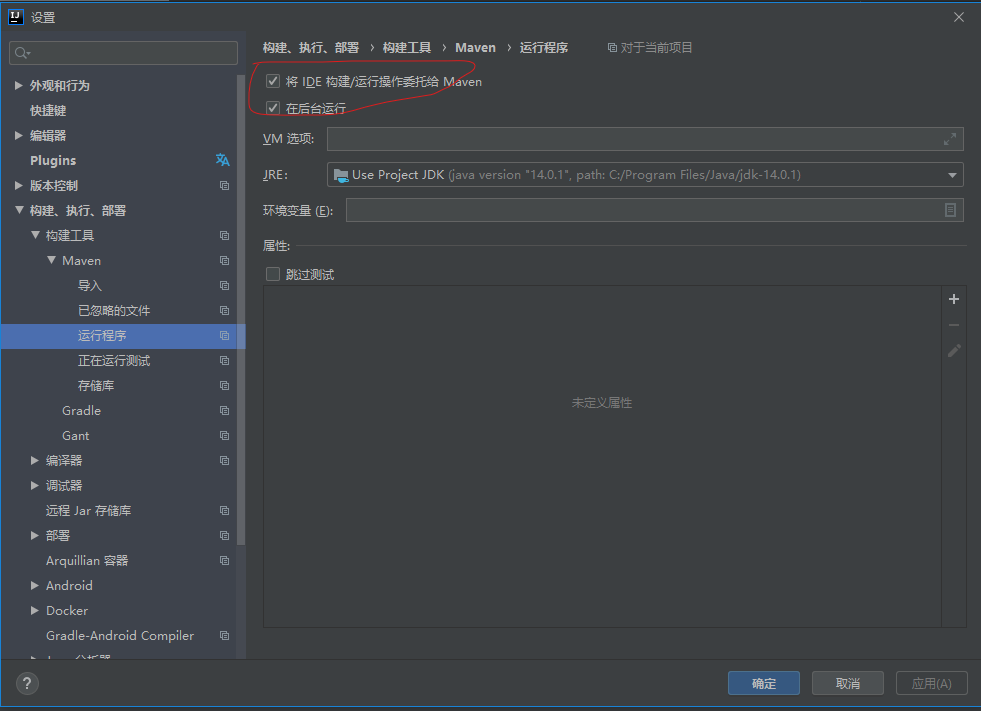 设置
外观和行为
快捷键
编辑器
Plugins
版本控制
构建、执行、部署
构建工具
Maven
导入
已忽略的文件
运行程序
正在运行测试
存储库
Gradle
Gant
编译器
调试器
远程 Jar 存储库
部署
Arquillian 容器
Android
Docker
Gradle-Android Compiler
构建、执行、部署 › 构建工具 › Maven › 运行程序 对于当前项目
将 IDE 构建/运行操作委托给 Maven
在后台运行
VM 选项:
JRE: Use Project JDK (java version "14.0.1", path: C:/Program Files/Java/jdk-14.0.1)
环境变量 (E):
属性:
跳过测试
未定义属性
? 确定 取消 应用(A)